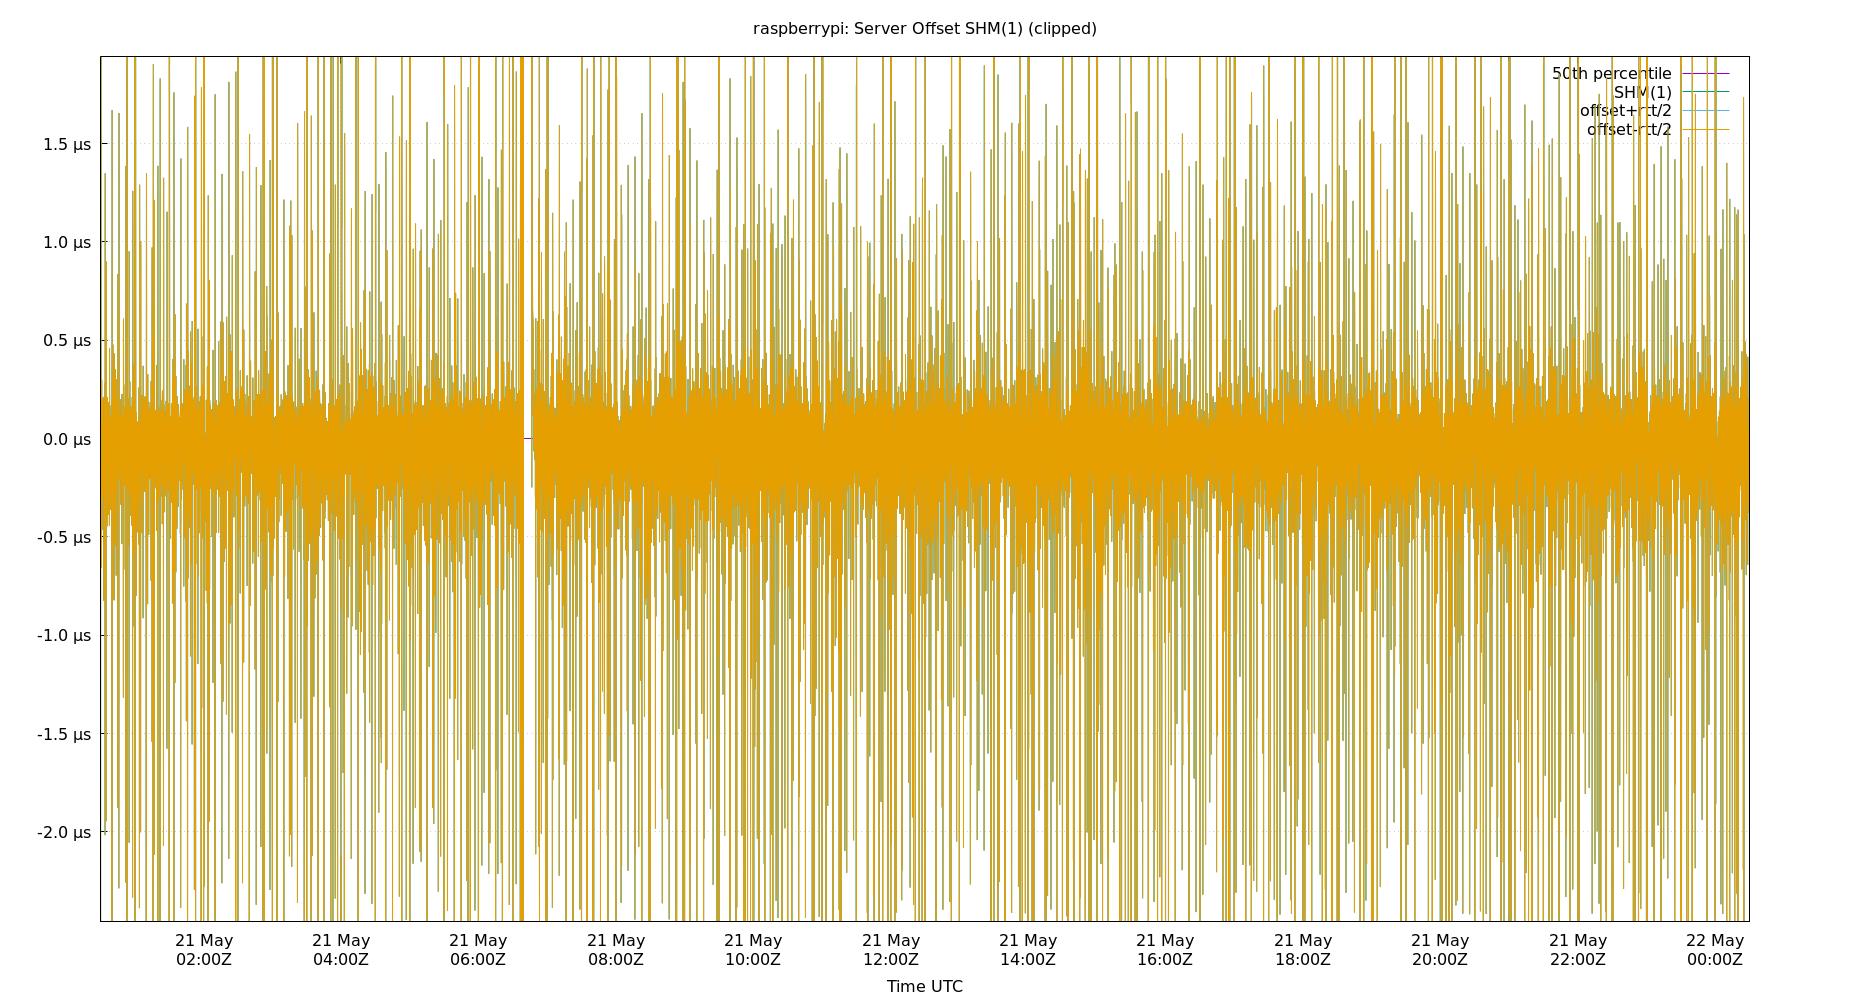 raspberrypi: Server Offset SHM(1) (clipped)
50th percentile
SHM(1)
offset+rtt/2
offset-rtt/2
1.5 µs
1.0 µs
0.5 µs
0.0 µs
-0.5 µs
-1.0 µs
-1.5 µs
-2.0 µs
21 May 21 May 21 May 21 May 21 May 21 May 21 May 21 May 21 May 21 May 21 May 22 May
02:00Z 04:00Z 06:00Z 08:00Z 10:00Z 12:00Z 14:00Z 16:00Z 18:00Z 20:00Z 22:00Z 00:00Z
Time UTC